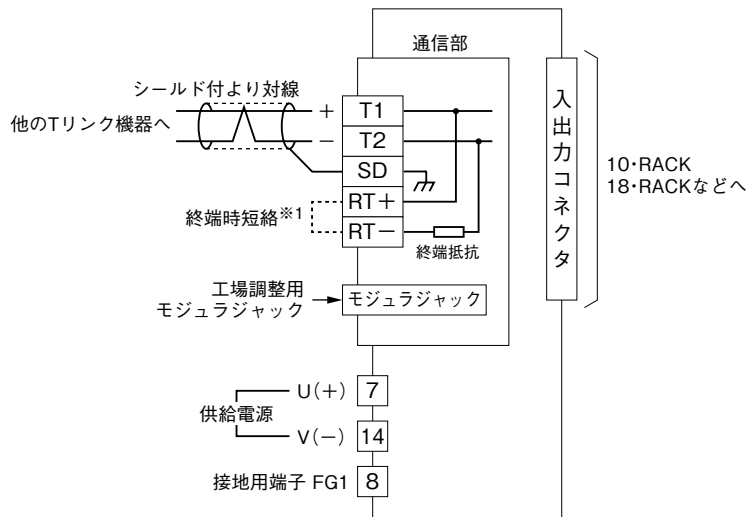 通信部
シールド付より対線
他のTリンク機器へ
+ T1
− T2
SD
RT+
RT−
終端時短絡※1
終端抵抗
入出力コネクタ
10・RACK
18・RACKなどへ
工場調整用
モジュラジャック
モジュラジャック
供給電源
U(+) 7
V(−) 14
接地用端子 FG1 8